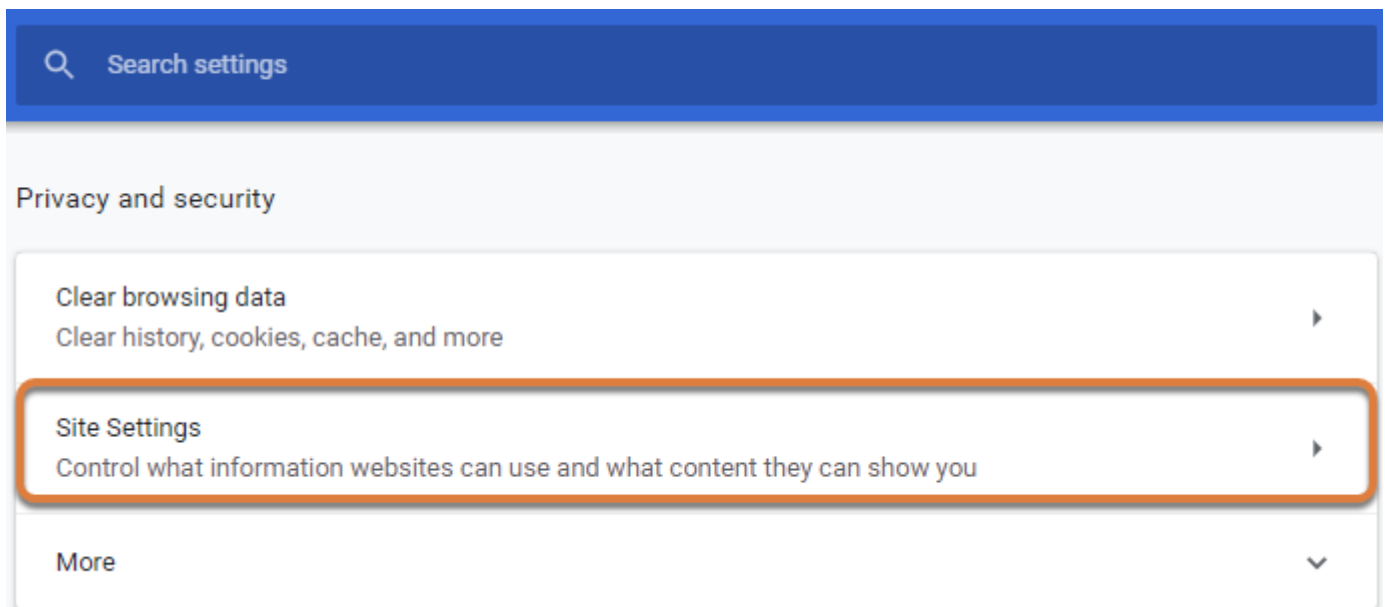 Search settings
Privacy and security
Clear browsing data
Clear history, cookies, cache, and more
Site Settings
Control what information websites can use and what content they can show you
More